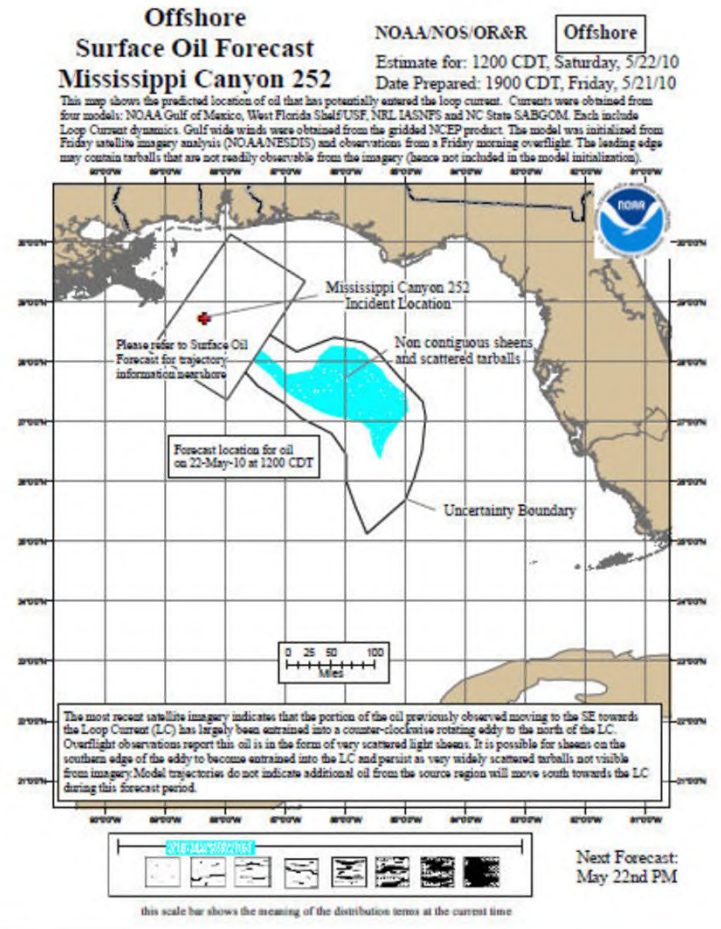 Offshore
Surface Oil Forecast
Mississippi Canyon 252
NOAA/NOS/OR&R
Offshore
Estimate for: 1200 CDT, Saturday, 5/22/10
Date Prepared: 1900 CDT, Friday, 5/21/10
This map shows the predicted location of oil that has potentially entered the loop current. Currents were obtained from
four models: NOAA Gulf of Mexico, West Florida Shelf/USF, NRL IASNFS and NC State SABGOM. Each include
Loop Current dynamics. Gulf wide winds were obtained from the gridded NCEP product. The model was initialized from
Friday satellite imagery analysis (NOAA/NESDIS) and observations from a Friday morning overflight. The leading edge
may contain tarballs that are not readily observable from the imagery (hence not included in the model initialization).
NOAA
Mississippi Canyon 252
Incident Location
Please refer to Surface Oil
Forecast for trajectory
information nearshore
Non contiguous sheens
and scattered tarballs
Forecast location for oil
on 22-May-10 at 1200 CDT
Uncertainty Boundary
0 25 50 100
Miles
The most recent satellite imagery indicates that the portion of the oil previously observed moving to the SE towards
the Loop Current (LC) has largely been entrained into a counter-clockwise rotating eddy to the north of the LC.
Overflight observations report this oil is in the form of very scattered light sheens. It is possible for sheens on the
southern edge of the eddy to become entrained into the LC and persist as very widely scattered tarballs not visible
from imagery.Model trajectories do not indicate additional oil from the source region will move south towards the LC
during this forecast period.
Next Forecast:
May 22nd PM
this scale bar shows the meaning of the distribution terms at the current time